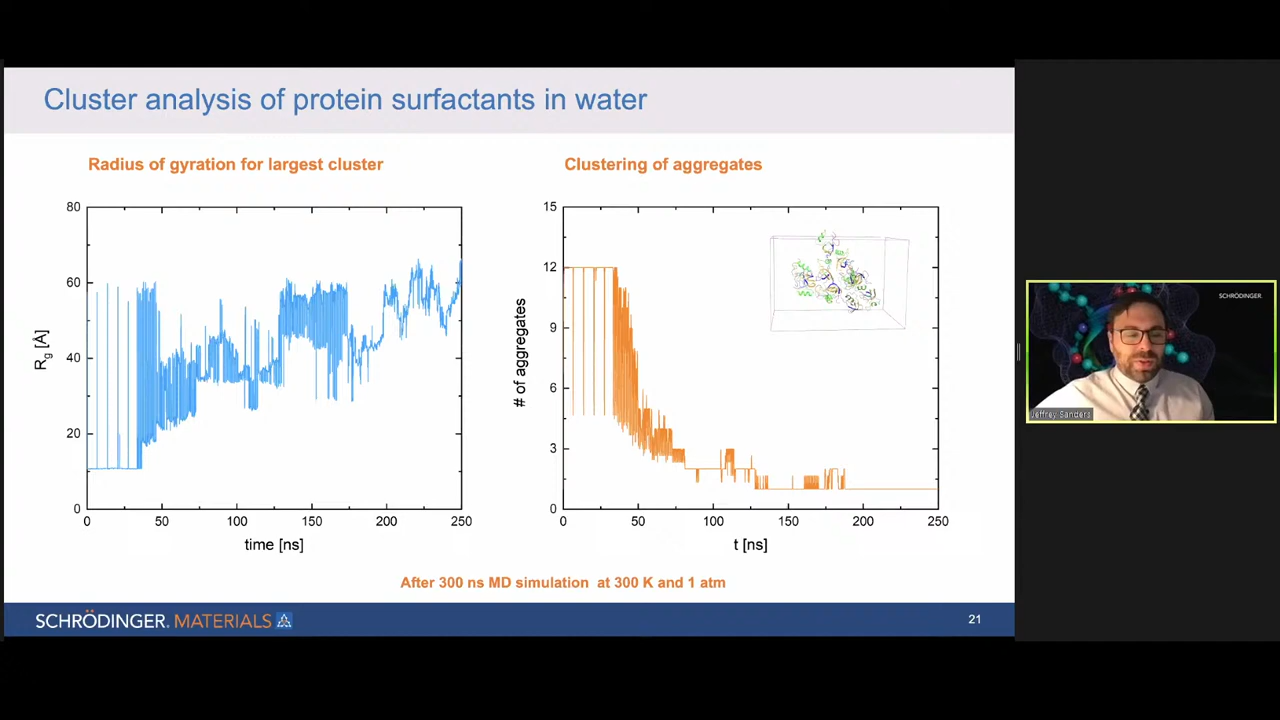 Cluster analysis of protein surfactants in water
Radius of gyration for largest cluster
Clustering of aggregates
80
60
40
20
0
Rg [Å]
0 50 100 150 200 250
time [ns]
15
12
9
6
3
0
# of aggregates
0 50 100 150 200 250
t [ns]
After 300 ns MD simulation at 300 K and 1 atm
SCHRÖDINGER. MATERIALS
21
SCHRÖDINGER.
Jeffrey Sanders